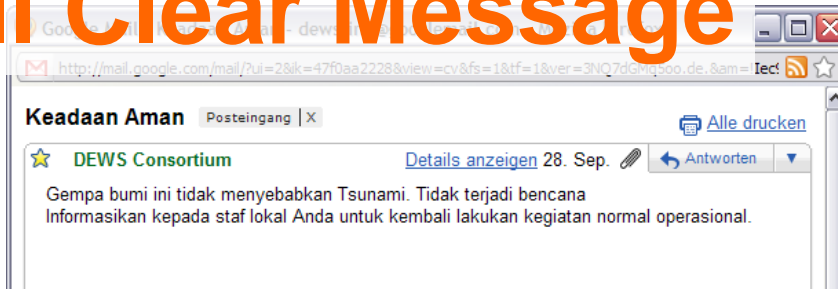 l Clear Message
http://mail.google.com/mail/?ui=2&ik=47f0aa2228&view=cv&fs=1&tf=1&ver=3NQ7dGMq5oo.de.&am=!Iec9
Keadaan Aman Posteingang | X
Alle drucken
DEWS Consortium Details anzeigen 28. Sep. Antworten
Gempa bumi ini tidak menyebabkan Tsunami. Tidak terjadi bencana
Informasikan kepada staf lokal Anda untuk kembali lakukan kegiatan normal operasional.